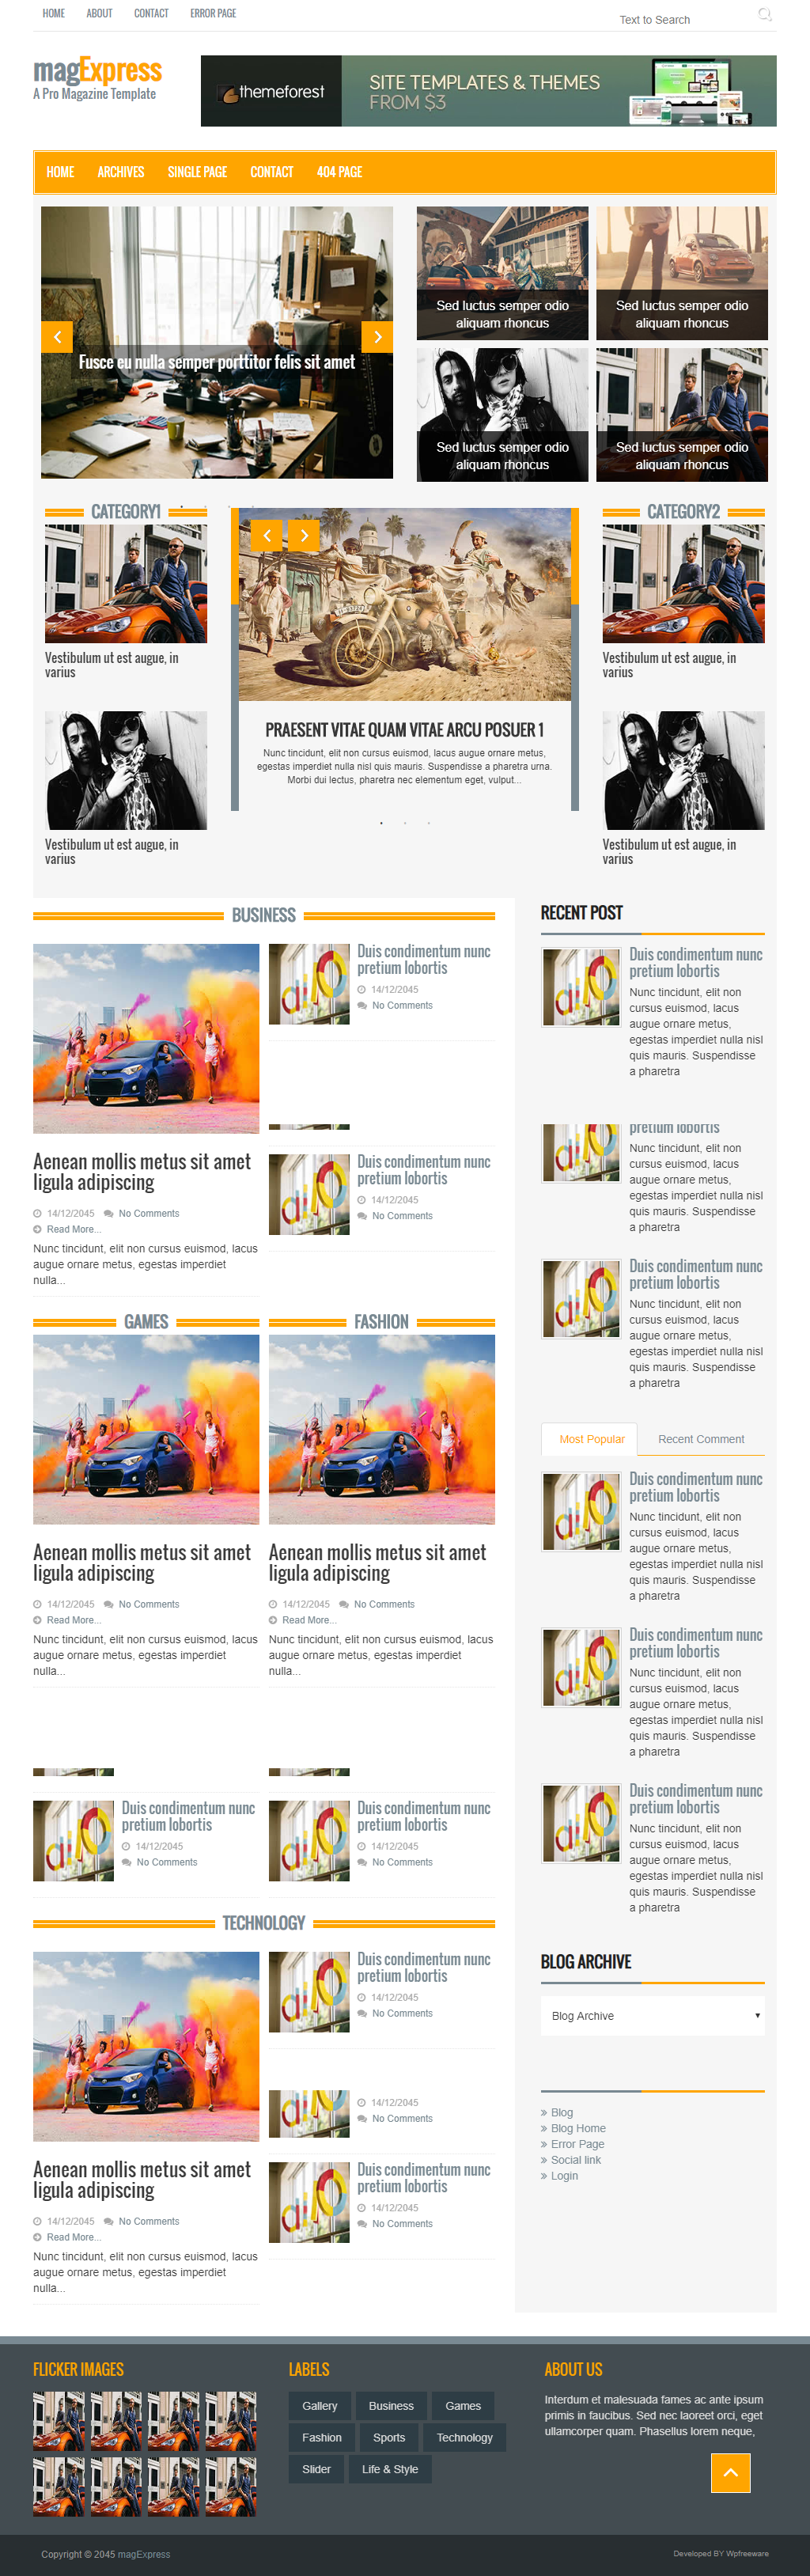 HOME ABOUT CONTACT ERROR PAGE
Text to Search
magExpress
A Pro Magazine Template
themeforest
SITE TEMPLATES & THEMES
FROM $3
HOME ARCHIVES SINGLE PAGE CONTACT 404 PAGE
Fusce eu nulla semper porttitor felis sit amet
Sed luctus semper odio
aliquam rhoncus
Sed luctus semper odio
aliquam rhoncus
Sed luctus semper odio
aliquam rhoncus
Sed luctus semper odio
aliquam rhoncus
CATEGORY1
Vestibulum ut est augue, in
varius
Vestibulum ut est augue, in
varius
PRAESENT VITAE QUAM VITAE ARCU POSUER 1
Nunc tincidunt, elit non cursus euismod, lacus augue ornare metus,
egestas imperdiet nulla nisl quis mauris. Suspendisse a pharetra urna.
Morbi dui lectus, pharetra nec elementum eget, vulput...
CATEGORY2
Vestibulum ut est augue, in
varius
Vestibulum ut est augue, in
varius
BUSINESS
Aenean mollis metus sit amet
ligula adipiscing
14/12/2045 No Comments
Read More...
Nunc tincidunt, elit non cursus euismod, lacus
augue ornare metus, egestas imperdiet
nulla...
Duis condimentum nunc
pretium lobortis
14/12/2045
No Comments
Duis condimentum nunc
pretium lobortis
14/12/2045
No Comments
GAMES
Aenean mollis metus sit amet
ligula adipiscing
14/12/2045 No Comments
Read More...
Nunc tincidunt, elit non cursus euismod, lacus
augue ornare metus, egestas imperdiet
nulla...
Duis condimentum nunc
pretium lobortis
14/12/2045
No Comments
FASHION
Aenean mollis metus sit amet
ligula adipiscing
14/12/2045 No Comments
Read More...
Nunc tincidunt, elit non cursus euismod, lacus
augue ornare metus, egestas imperdiet
nulla...
Duis condimentum nunc
pretium lobortis
14/12/2045
No Comments
TECHNOLOGY
Aenean mollis metus sit amet
ligula adipiscing
14/12/2045 No Comments
Read More...
Nunc tincidunt, elit non cursus euismod, lacus
augue ornare metus, egestas imperdiet
nulla...
Duis condimentum nunc
pretium lobortis
14/12/2045
No Comments
14/12/2045
No Comments
Duis condimentum nunc
pretium lobortis
14/12/2045
No Comments
RECENT POST
Duis condimentum nunc
pretium lobortis
Nunc tincidunt, elit non
cursus euismod, lacus
augue ornare metus,
egestas imperdiet nulla nisl
quis mauris. Suspendisse
a pharetra
pretium lobortis
Nunc tincidunt, elit non
cursus euismod, lacus
augue ornare metus,
egestas imperdiet nulla nisl
quis mauris. Suspendisse
a pharetra
Duis condimentum nunc
pretium lobortis
Nunc tincidunt, elit non
cursus euismod, lacus
augue ornare metus,
egestas imperdiet nulla nisl
quis mauris. Suspendisse
a pharetra
Most Popular Recent Comment
Duis condimentum nunc
pretium lobortis
Nunc tincidunt, elit non
cursus euismod, lacus
augue ornare metus,
egestas imperdiet nulla nisl
quis mauris. Suspendisse
a pharetra
Duis condimentum nunc
pretium lobortis
Nunc tincidunt, elit non
cursus euismod, lacus
augue ornare metus,
egestas imperdiet nulla nisl
quis mauris. Suspendisse
a pharetra
Duis condimentum nunc
pretium lobortis
Nunc tincidunt, elit non
cursus euismod, lacus
augue ornare metus,
egestas imperdiet nulla nisl
quis mauris. Suspendisse
a pharetra
BLOG ARCHIVE
Blog Archive
Blog
Blog Home
Error Page
Social link
Login
FLICKER IMAGES
LABELS
Gallery Business Games
Fashion Sports Technology
Slider Life & Style
ABOUT US
Interdum et malesuada fames ac ante ipsum
primis in faucibus. Sed nec laoreet orci, eget
ullamcorper quam. Phasellus lorem neque,
Copyright © 2045 magExpress
Developed BY Wpfreeware